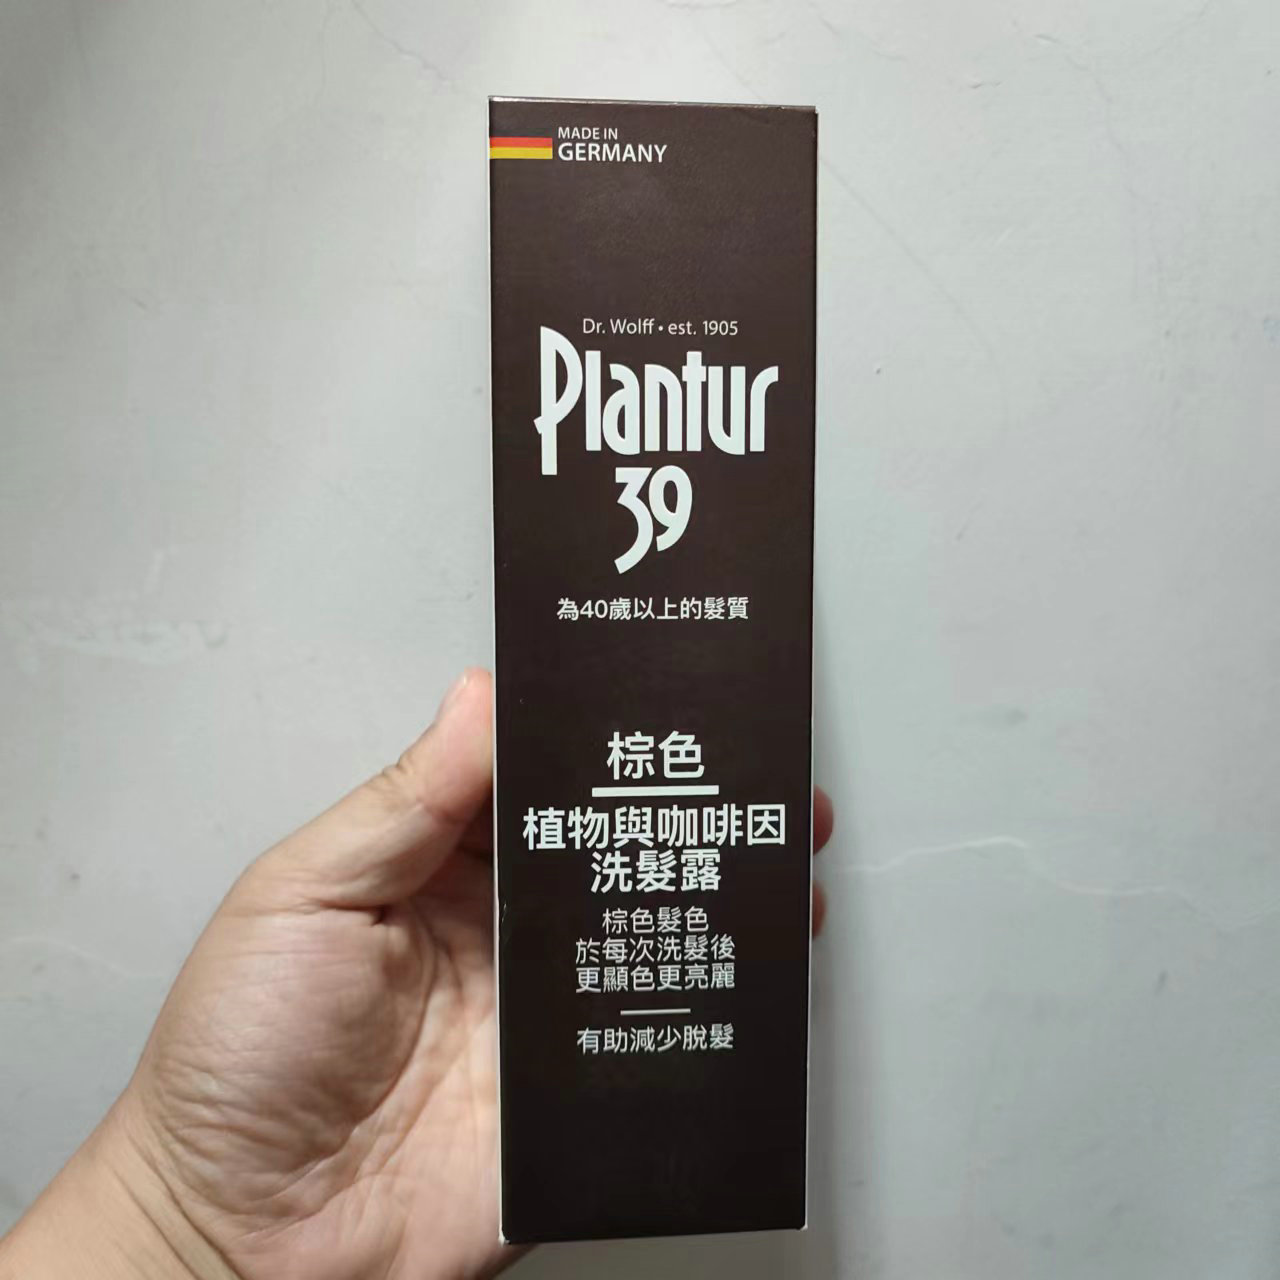 MADE IN
GERMANY
Dr. Wolff • est. 1905
Plantur
39
為40歲以上的髮質
棕色
植物與咖啡因
洗髮露
棕色髮色
於每次洗髮後
更顯色更亮麗
有助減少脫髮